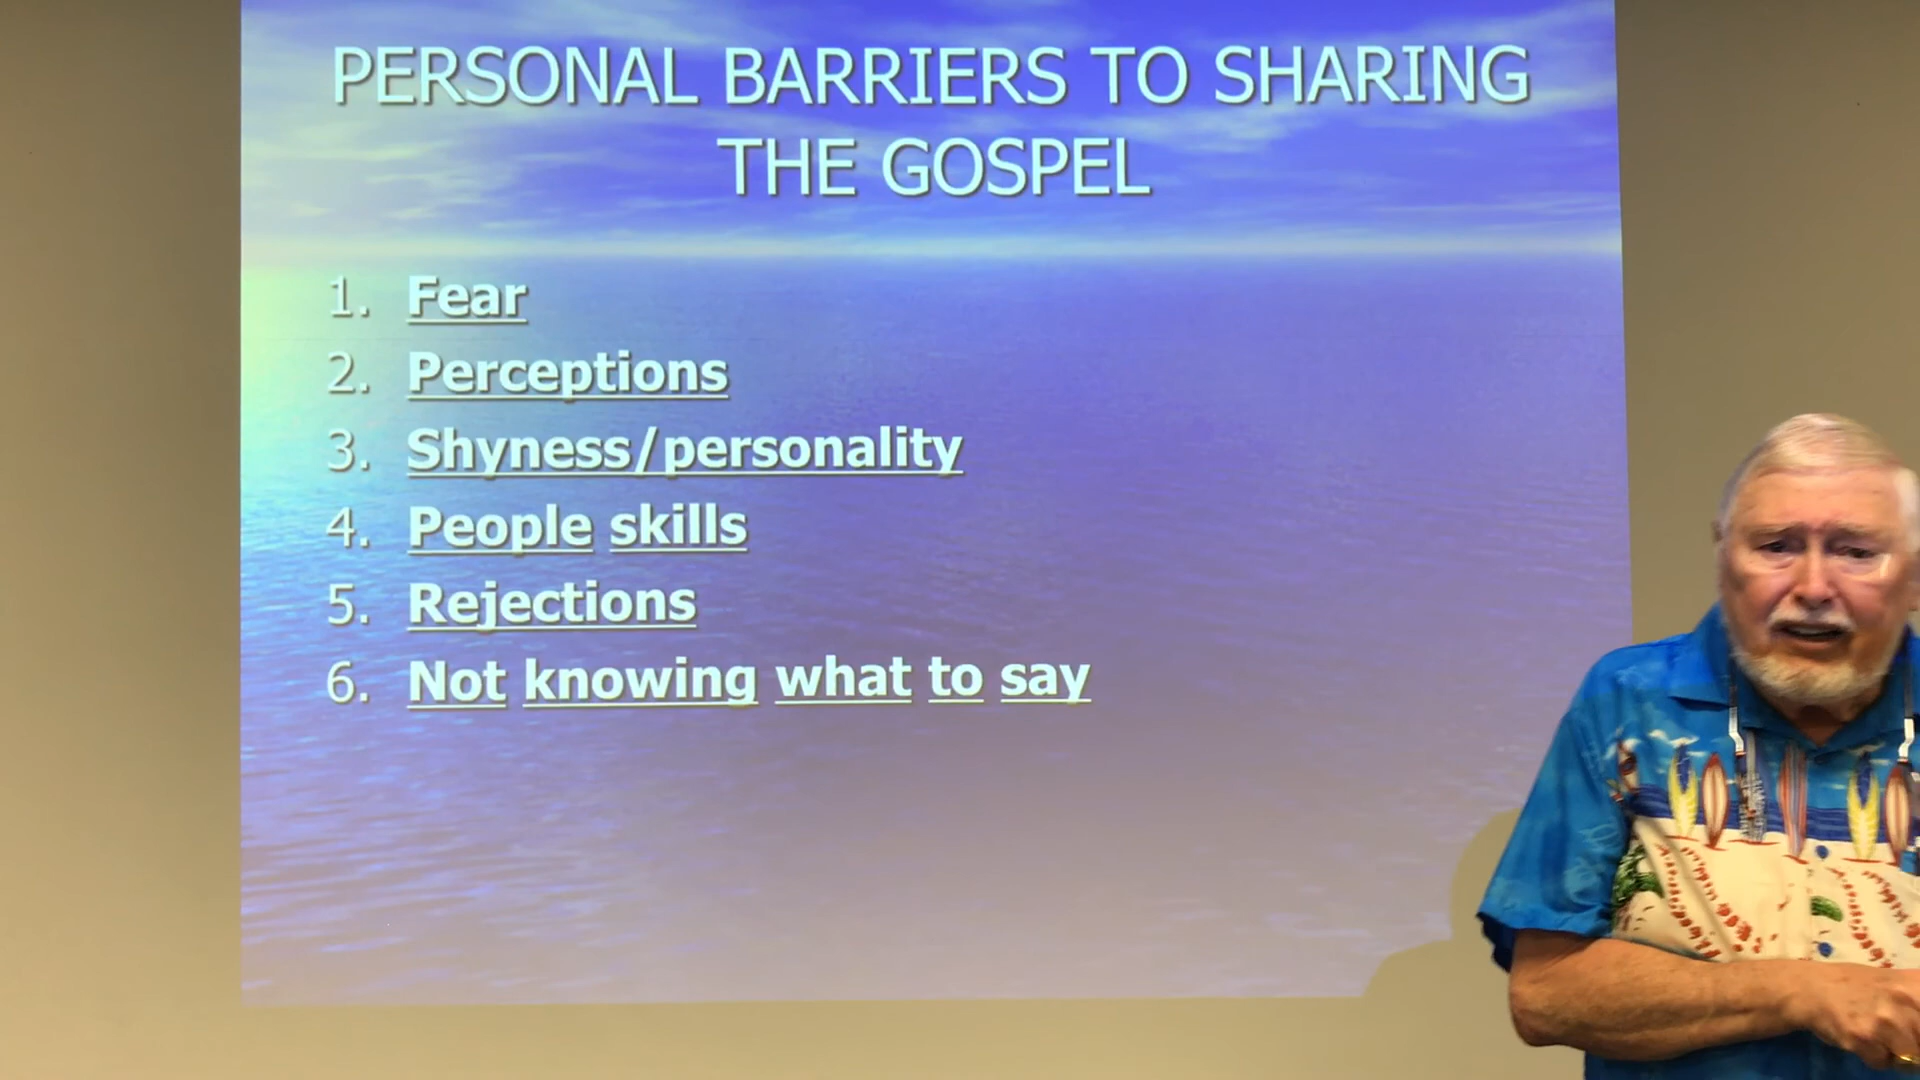 PERSONAL BARRIERS TO SHARING
THE GOSPEL
1. Fear
2. Perceptions
3. Shyness/personality
4. People skills
5. Rejections
6. Not knowing what to say